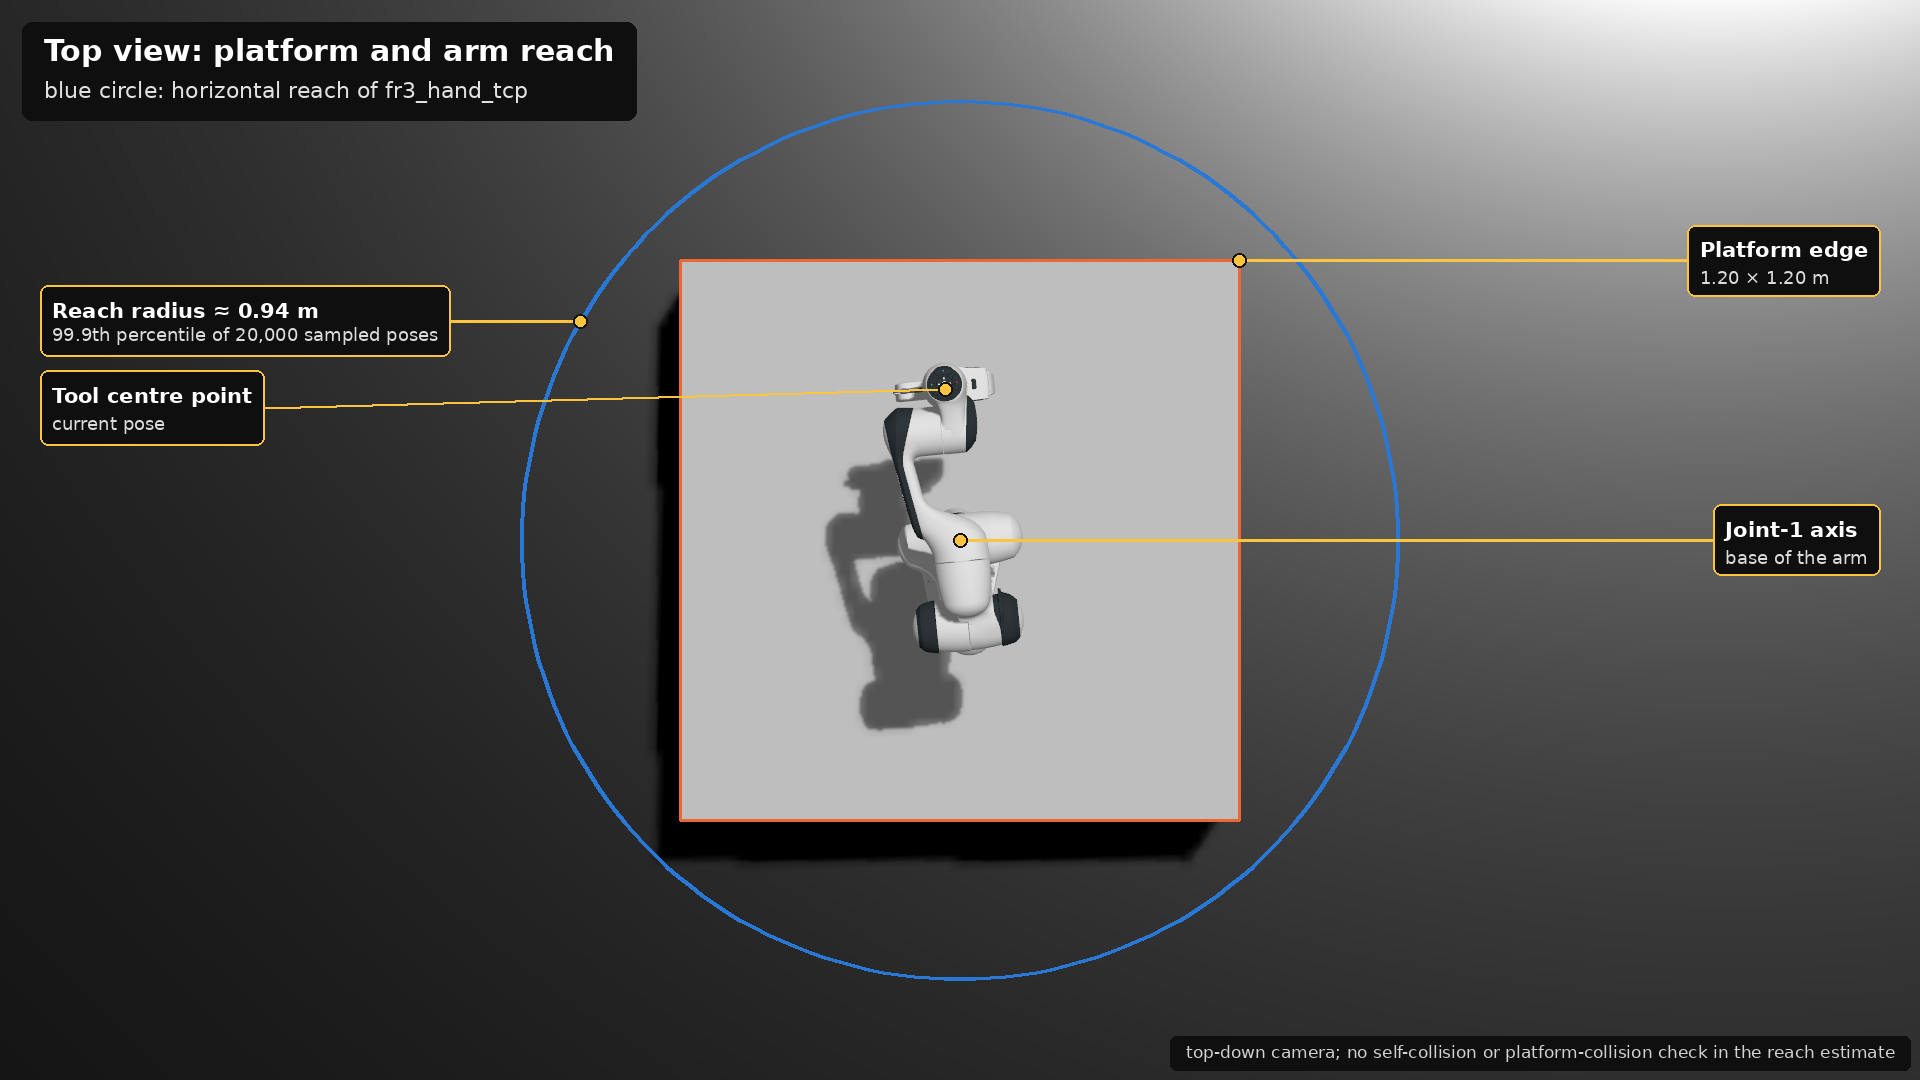 Top view: platform and arm reach
blue circle: horizontal reach of fr3_hand_tcp
Platform edge
1.20 × 1.20 m
Reach radius ≈ 0.94 m
99.9th percentile of 20,000 sampled poses
Tool centre point
current pose
Joint-1 axis
base of the arm
top-down camera; no self-collision or platform-collision check in the reach estimate